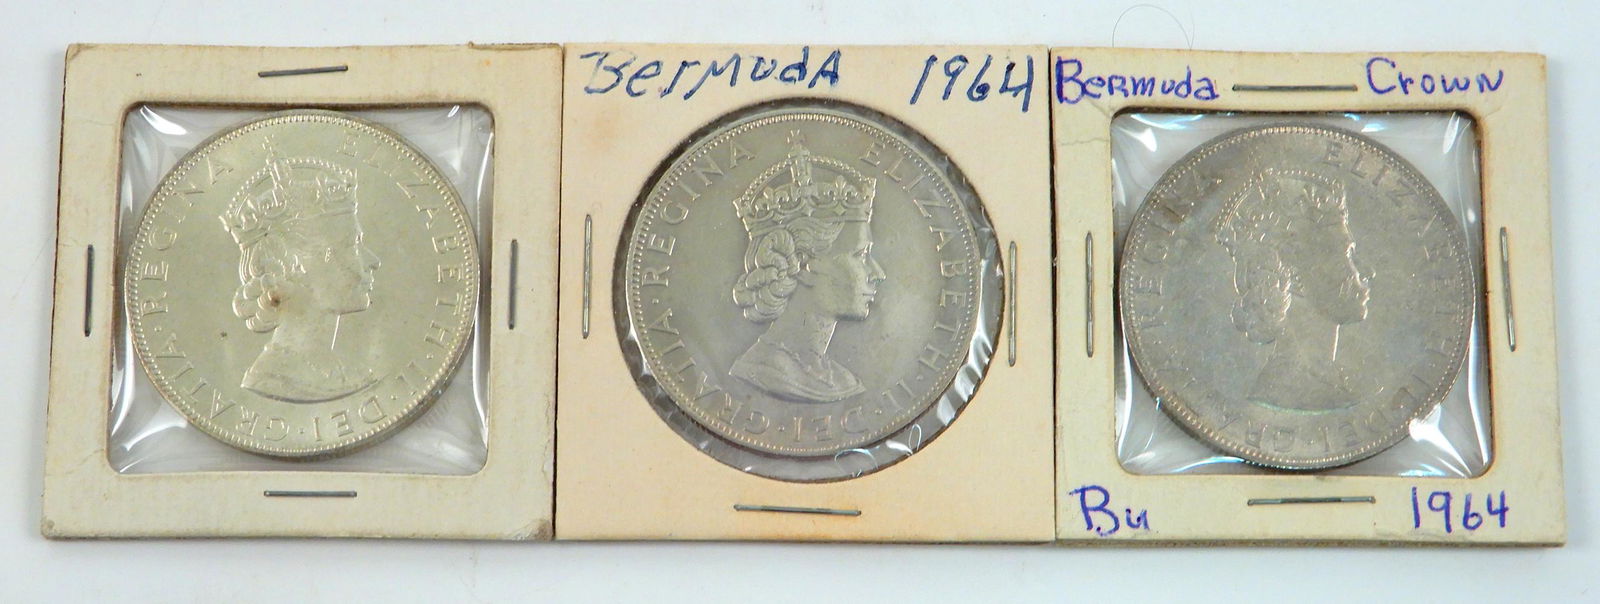 ELIZABETH·II·DEI·GRATIA·REGINA
BERMUDA 1964
ELIZABETH·II·DEI·GRATIA·REGINA
Bermuda — Crown
ELIZABETH·II·DEI·GRATIA·REGINA
Bu 1964